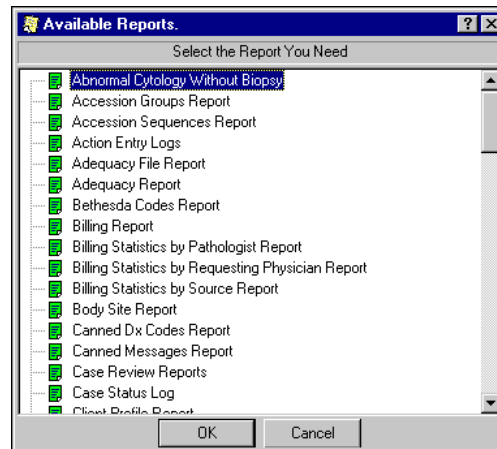 Available Reports.
Select the Report You Need
Abnormal Cytology Without Biopsy
Accession Groups Report
Accession Sequences Report
Action Entry Logs
Adequacy File Report
Adequacy Report
Bethesda Codes Report
Billing Report
Billing Statistics by Pathologist Report
Billing Statistics by Requesting Physician Report
Billing Statistics by Source Report
Body Site Report
Canned Dx Codes Report
Canned Messages Report
Case Review Reports
Case Status Log
Client Profile Report
OK Cancel